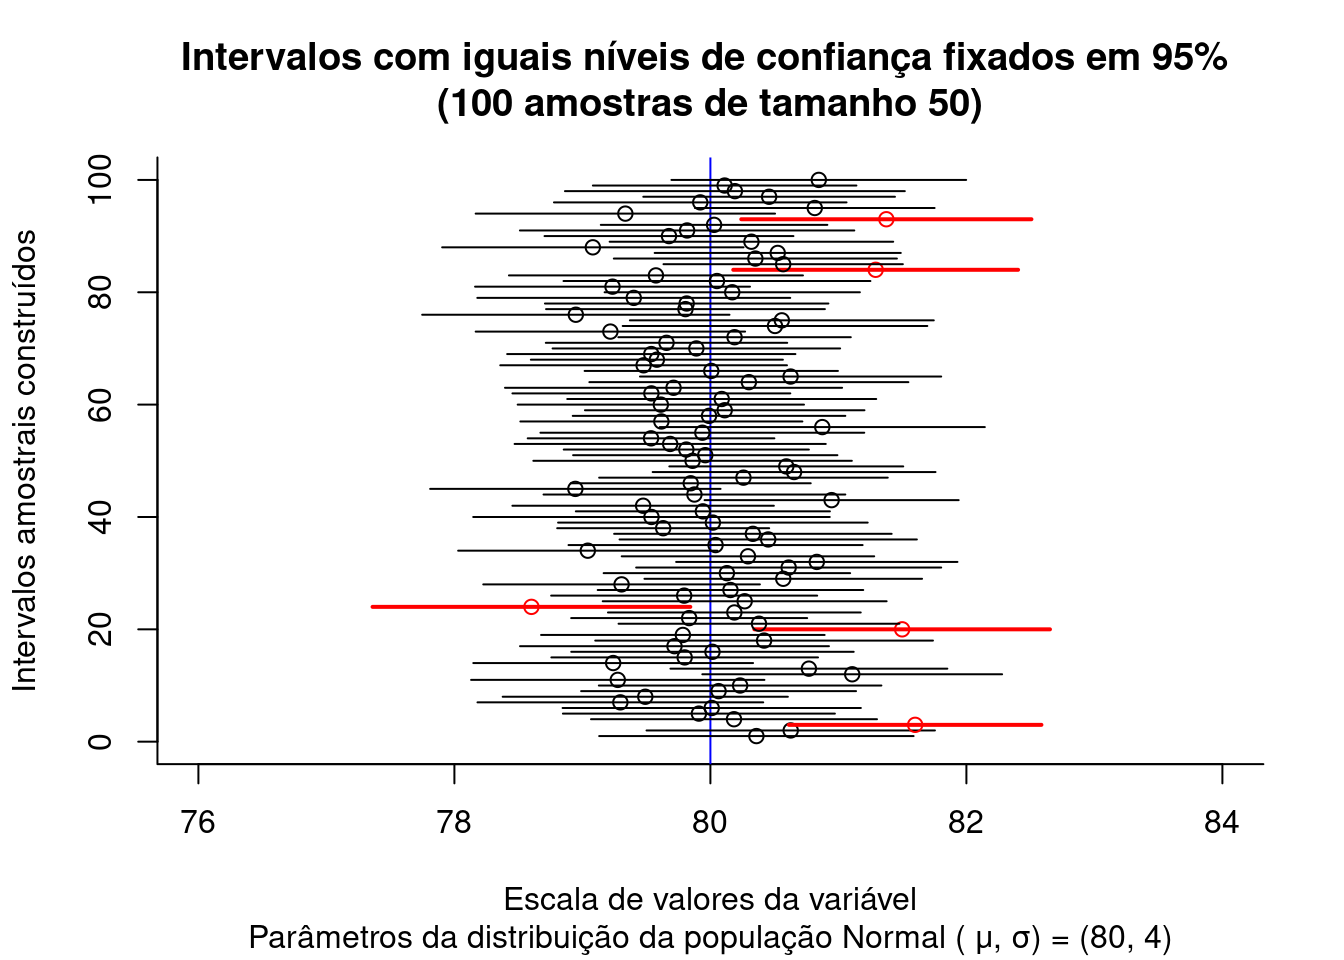 Intervalos com iguais níveis de confiança fixados em 95%
(100 amostras de tamanho 50)
Intervalos amostrais construídos
100
80
60
40
20
0
76 78 80 82 84
Escala de valores da variável
Parâmetros da distribuição da população Normal ( μ, σ) = (80, 4)